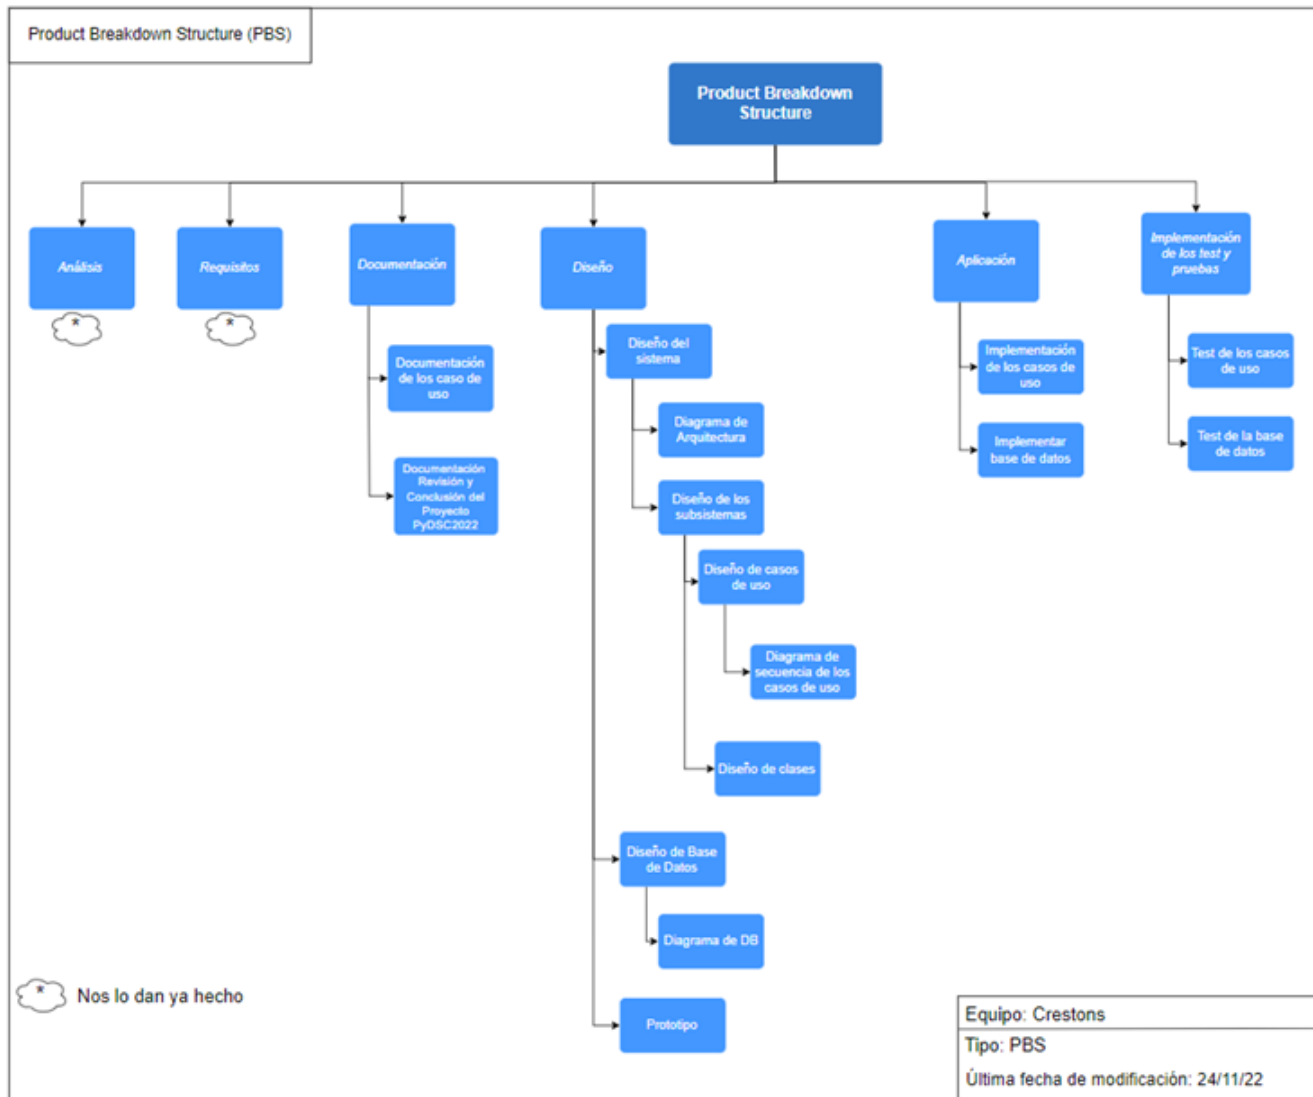 Product Breakdown Structure (PBS)
Product Breakdown
Structure
Análisis
*
Requisitos
*
Documentación
Documentación
de los caso de
uso
Documentación
Revisión y
Conclusión del
Proyecto
PyDSC2022
Diseño
Diseño del
sistema
Diagrama de
Arquitectura
Diseño de los
subsistemas
Diseño de casos
de uso
Diagrama de
secuencia de los
casos de uso
Diseño de clases
Diseño de Base
de Datos
Diagrama de DB
Prototipo
Aplicación
Implementación
de los casos de
uso
Implementar
base de datos
Implementación
de los test y
pruebas
Test de los casos
de uso
Test de la base
de datos
* Nos lo dan ya hecho
Equipo: Crestons
Tipo: PBS
Última fecha de modificación: 24/11/22